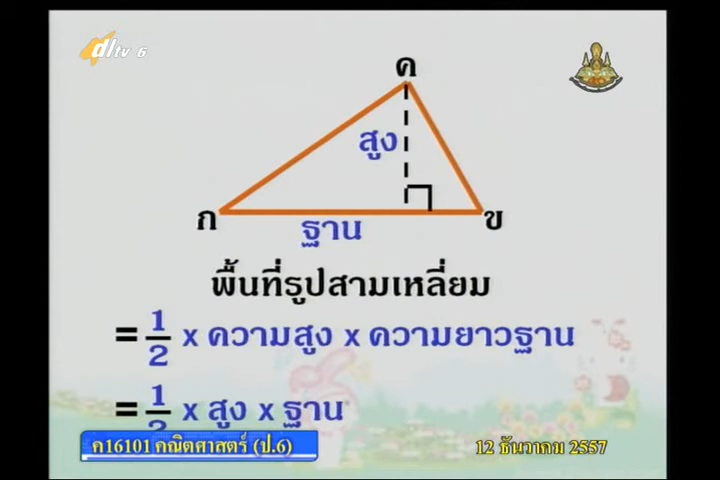 dltv 6
ค
สูง
ก
ข
ฐาน
พื้นที่รูปสามเหลี่ยม
= 1/2 x ความสูง x ความยาวฐาน
= 1/2 x สูง x ฐาน
ค16101 คณิตศาสตร์ (ป.6)
12 ธันวาคม 2557